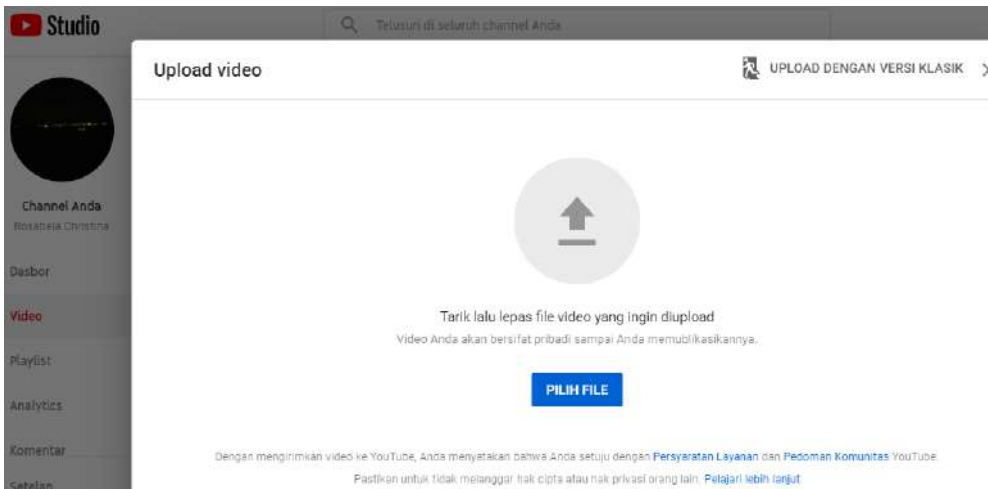 Studio
Telusuri di seluruh channel Anda
Upload video
UPLOAD DENGAN VERSI KLASIK
Channel Anda
Rosabela Christina
Dasbor
Video
Playlist
Analytics
Komentar
Setelan
Tarik lalu lepas file video yang ingin diupload
Video Anda akan bersifat pribadi sampai Anda memublikasikannya.
PILIH FILE
Dengan mengirimkan video ke YouTube, Anda menyatakan bahwa Anda setuju dengan Persyaratan Layanan dan Pedoman Komunitas YouTube.
Pastikan untuk tidak melanggar hak cipta atau hak privasi orang lain. Pelajari lebih lanjut